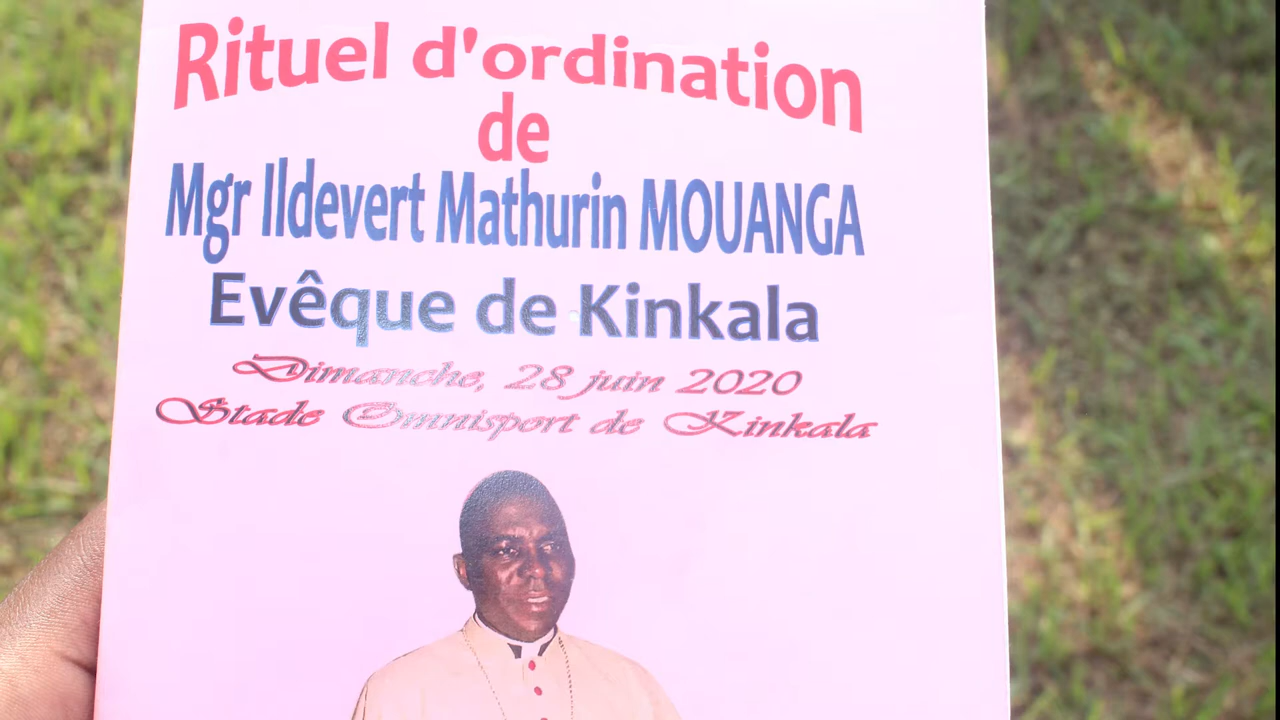 Rituel d'ordination
de
Mgr Ildevert Mathurin MOUANGA
Evêque de Kinkala
Dimanche, 28 juin 2020
Stade Omnisport de Kinkala